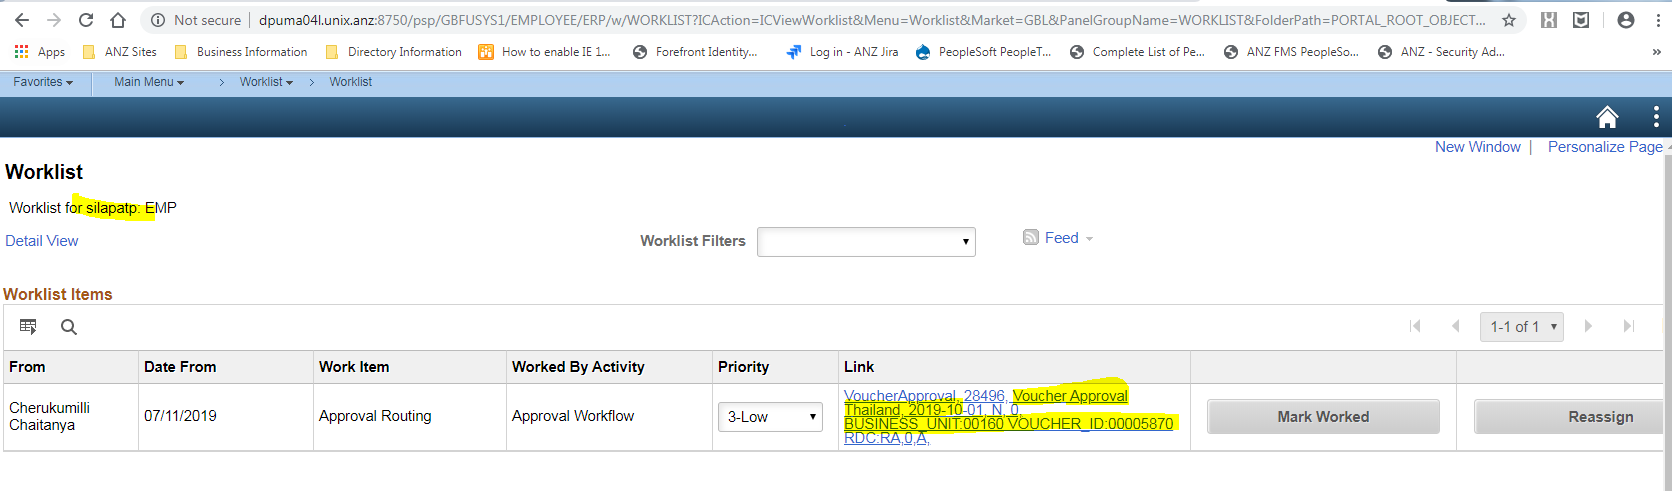 Not secure | dpuma04l.unix.anz:8750/psp/GBFUSYS1/EMPLOYEE/ERP/w/WORKLIST?ICAction=ICViewWorklist&Menu=Worklist&Market=GBL&PanelGroupName=WORKLIST&FolderPath=PORTAL_ROOT_OBJECT...
Apps ANZ Sites Business Information Directory Information How to enable IE 1... Forefront Identity... Log in - ANZ Jira PeopleSoft PeopleT... Complete List of Pe... ANZ FMS PeopleSo... ANZ - Security Ad... »
Favorites Main Menu > Worklist > Worklist
New Window | Personalize Page
Worklist
Worklist for silapatp: EMP
Detail View Worklist Filters Feed
Worklist Items
1-1 of 1
From Date From Work Item Worked By Activity Priority Link
Cherukumilli Chaitanya 07/11/2019 Approval Routing Approval Workflow 3-Low
VoucherApproval, 28496, Voucher Approval
Thailand, 2019-10-01, N, 0,
BUSINESS_UNIT:00160 VOUCHER_ID:00005870
RDC:RA,0,A,
Mark Worked Reassign